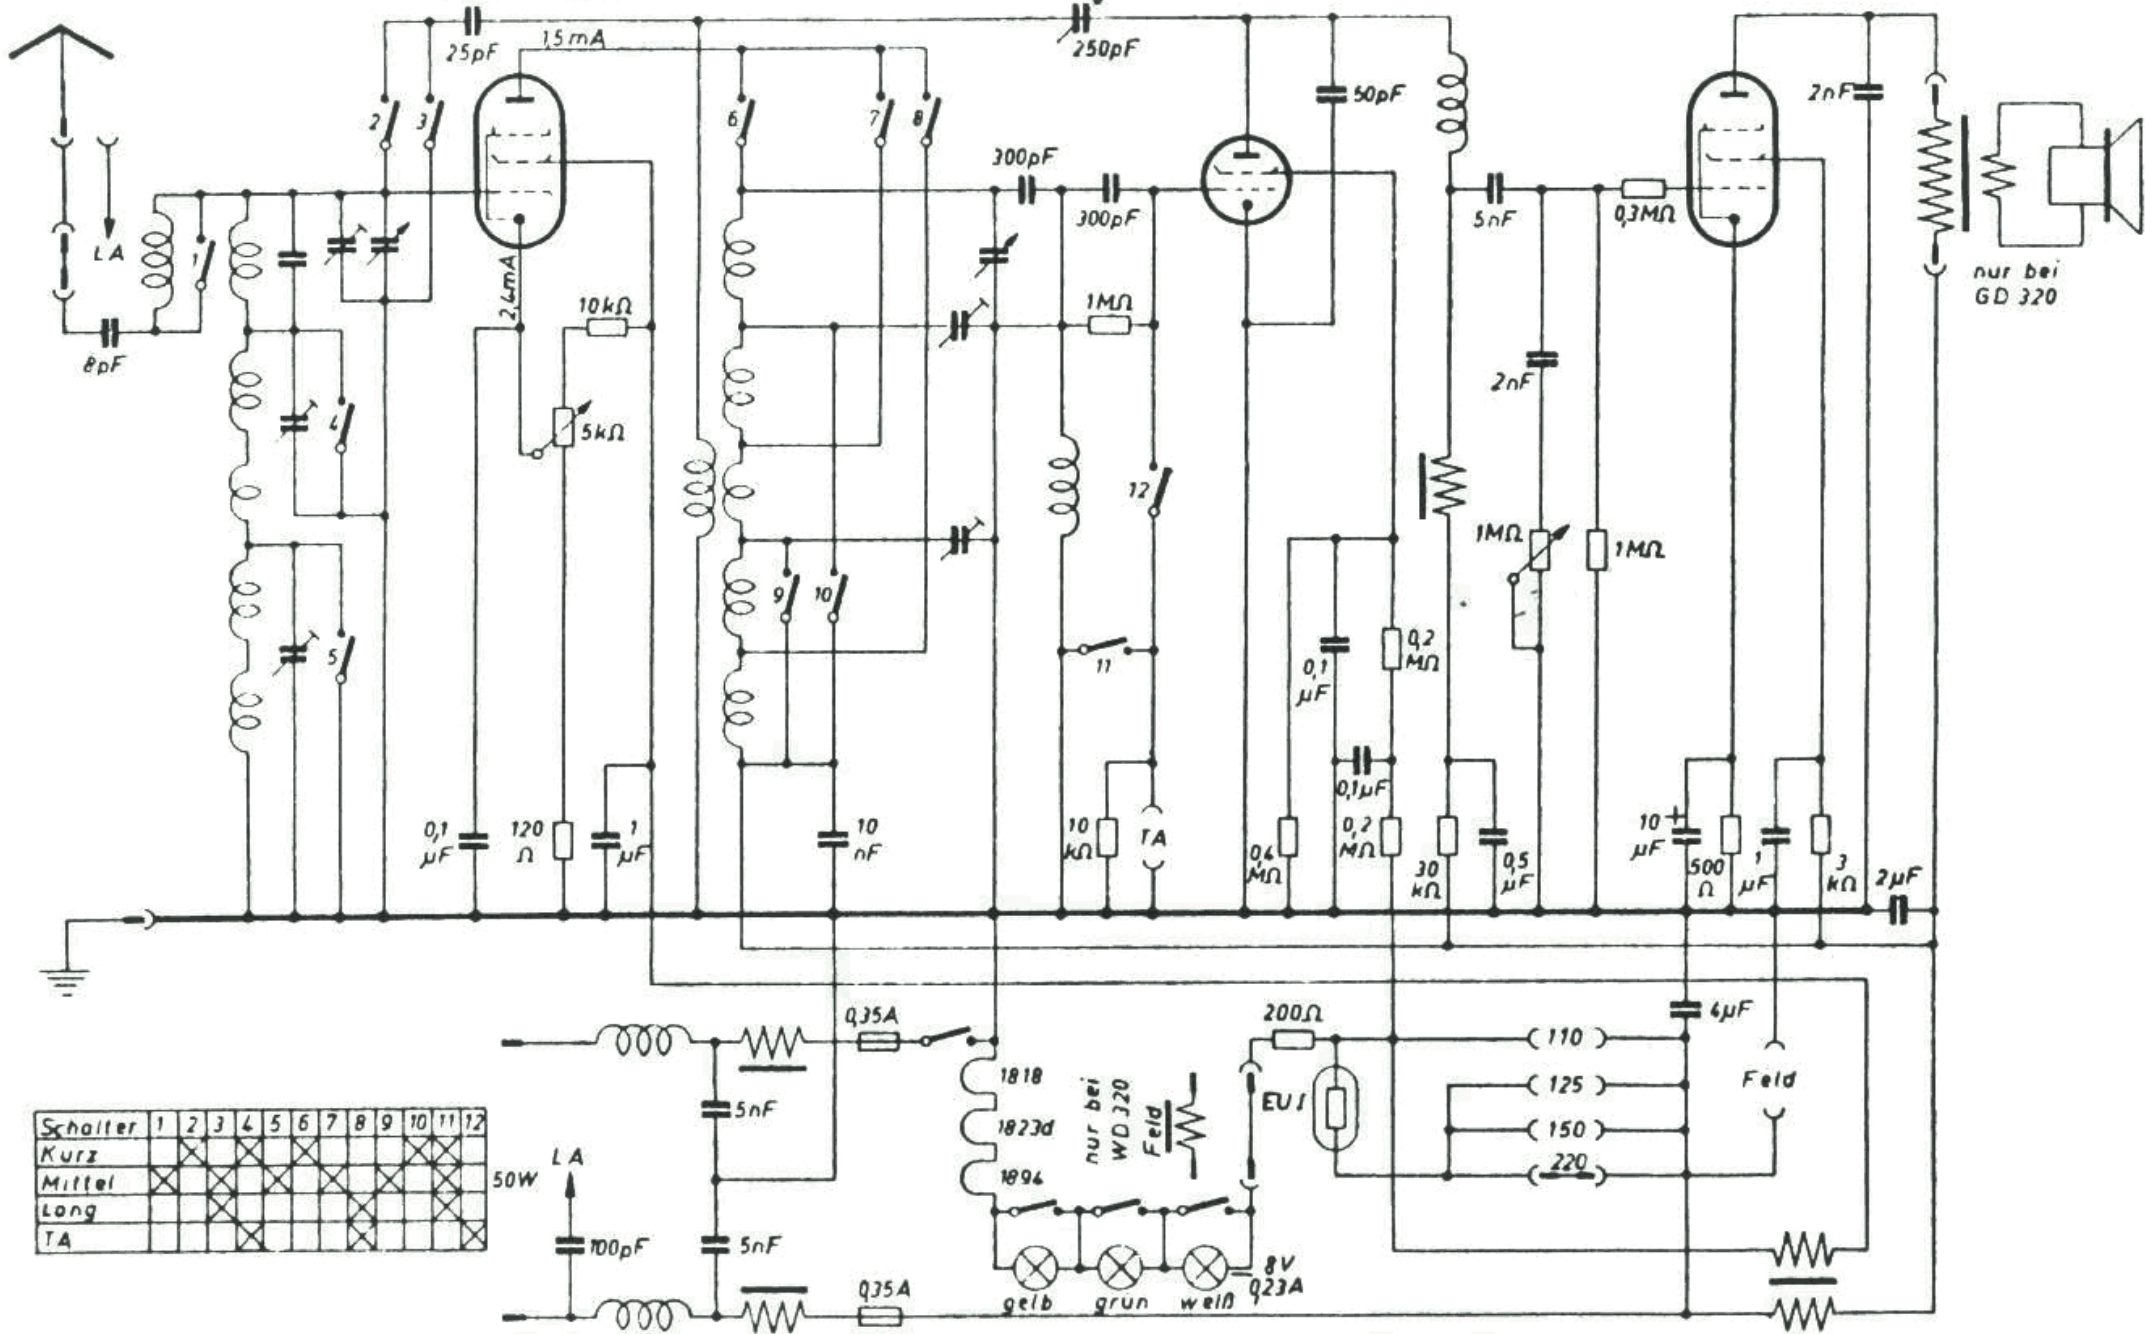 25pF
1,5mA
250pF
50pF
2nF
2
3
6
7
8
300pF
300pF
5nF
0,3MΩ
LA
1
nur bei
GD 320
8pF
2,4mA
10kΩ
1MΩ
2nF
4
5kΩ
12
1MΩ
1MΩ
9
10
5
11
0,1
µF
0,2
MΩ
0,1µF
0,1
µF
120
Ω
1
µF
10
nF
10
kΩ
TA
0,4
MΩ
0,2
MΩ
30
kΩ
0,5
µF
10
µF
+
500
Ω
1
µF
3
kΩ
2µF
0,35A
200Ω
4µF
110
125
150
220
Feld
1818
1823d
1894
nur bei
WD 320
Feld
EU I
5nF
Schalter 1 2 3 4 5 6 7 8 9 10 11 12
Kurz
Mittel
Lang
TA
50W
LA
100pF
5nF
0,35A
gelb
grün
weiß
8V
0,23A